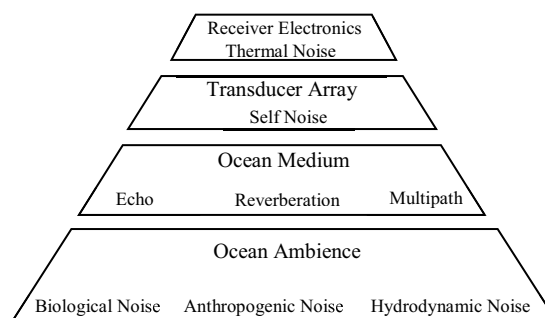 Receiver Electronics
Thermal Noise
Transducer Array
Self Noise
Ocean Medium
Echo Reverberation Multipath
Ocean Ambience
Biological Noise Anthropogenic Noise Hydrodynamic Noise